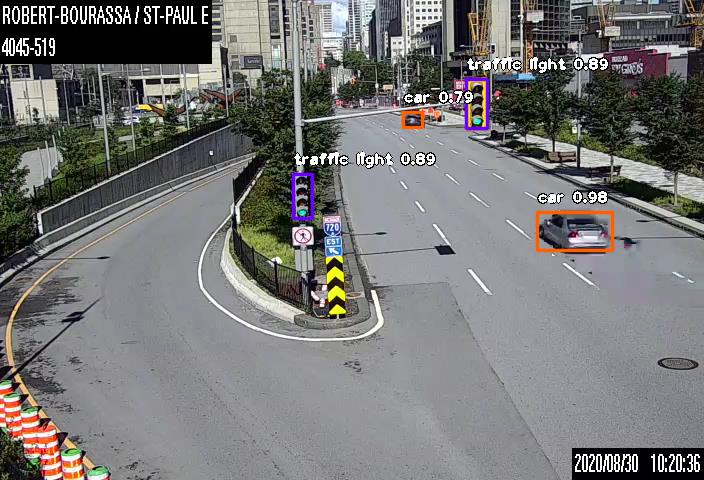 ROBERT-BOURASSA / ST-PAUL E
4045-519
traffic light 0.89
car 0.79
traffic light 0.89
car 0.98
720
EST
2020/08/30 10:20:36